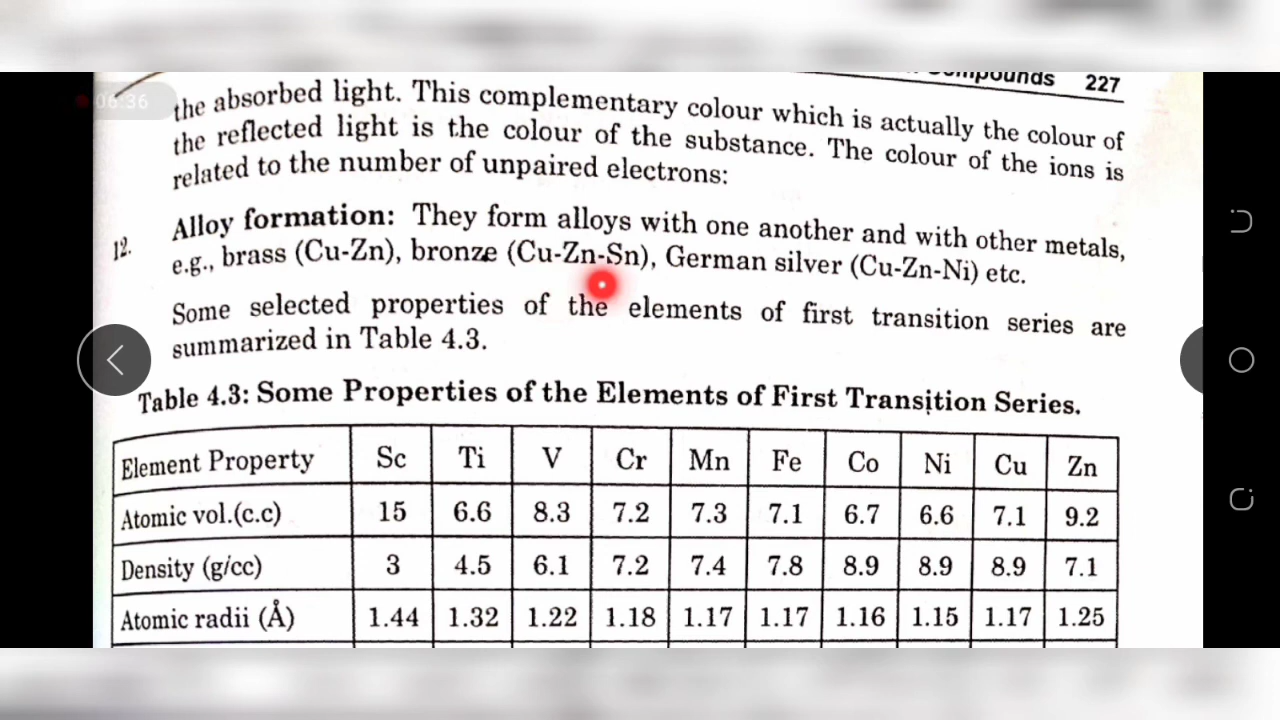 06:36
Compounds 227
the absorbed light. This complementary colour which is actually the colour of
the reflected light is the colour of the substance. The colour of the ions is
related to the number of unpaired electrons:
12. Alloy formation: They form alloys with one another and with other metals,
e.g., brass (Cu-Zn), bronze (Cu-Zn-Sn), German silver (Cu-Zn-Ni) etc.
Some selected properties of the elements of first transition series are
summarized in Table 4.3.
Table 4.3: Some Properties of the Elements of First Transition Series.
Element Property Sc Ti V Cr Mn Fe Co Ni Cu Zn
Atomic vol.(c.c) 15 6.6 8.3 7.2 7.3 7.1 6.7 6.6 7.1 9.2
Density (g/cc) 3 4.5 6.1 7.2 7.4 7.8 8.9 8.9 8.9 7.1
Atomic radii (Å) 1.44 1.32 1.22 1.18 1.17 1.17 1.16 1.15 1.17 1.25